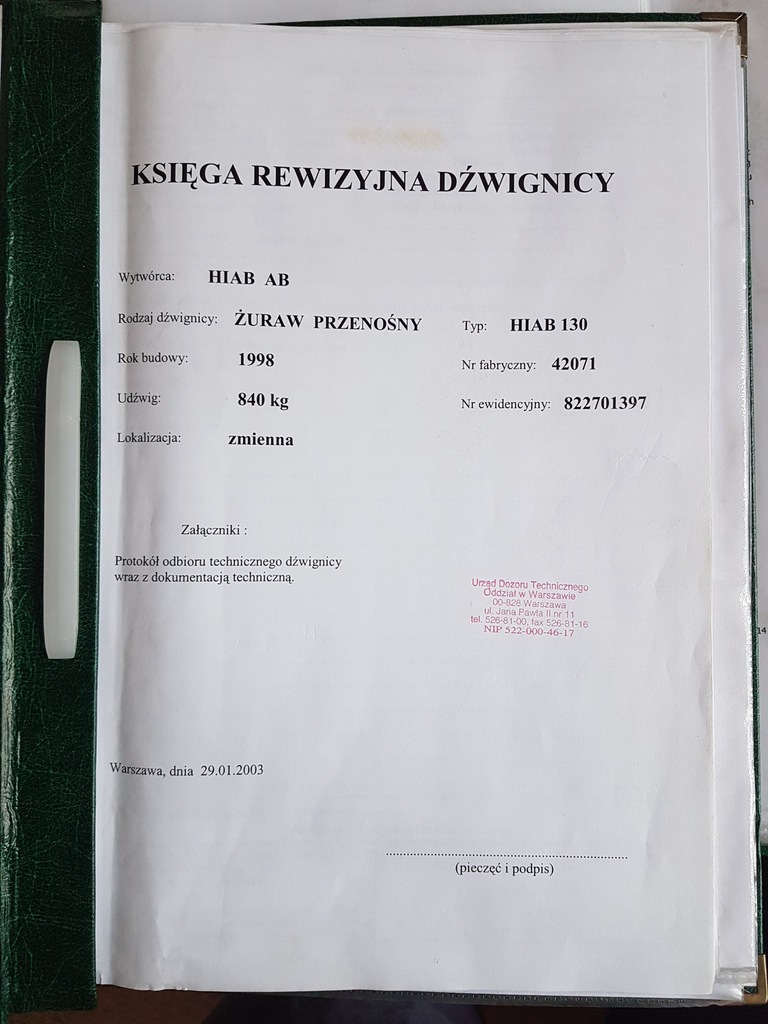 KSIĘGA REWIZYJNA DŹWIGNICY
Wytwórca: HIAB AB
Rodzaj dźwignicy: ŻURAW PRZENOŚNY Typ: HIAB 130
Rok budowy: 1998 Nr fabryczny: 42071
Udźwig: 840 kg Nr ewidencyjny: 822701397
Lokalizacja: zmienna
Załączniki :
Protokół odbioru technicznego dźwignicy
wraz z dokumentacją techniczną.
Urząd Dozoru Technicznego
Oddział w Warszawie
00-828 Warszawa
ul. Jana Pawła II nr 11
tel. 526-81-00, fax 526-81-16
NIP 522-000-46-17
Warszawa, dnia 29.01.2003
(pieczęć i podpis)
14